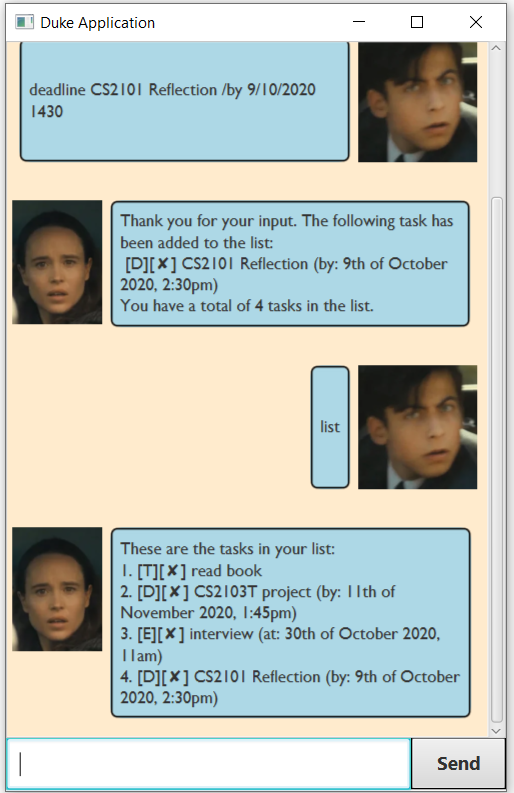 Duke Application
deadline CS2101 Reflection /by 9/10/2020
1430
Thank you for your input. The following task has
been added to the list:
[D][✘] CS2101 Reflection (by: 9th of October
2020, 2:30pm)
You have a total of 4 tasks in the list.
list
These are the tasks in your list:
1. [T][✘] read book
2. [D][✘] CS2103T project (by: 11th of
November 2020, 1:45pm)
3. [E][✘] interview (at: 30th of October 2020,
11am)
4. [D][✘] CS2101 Reflection (by: 9th of October
2020, 2:30pm)
Send